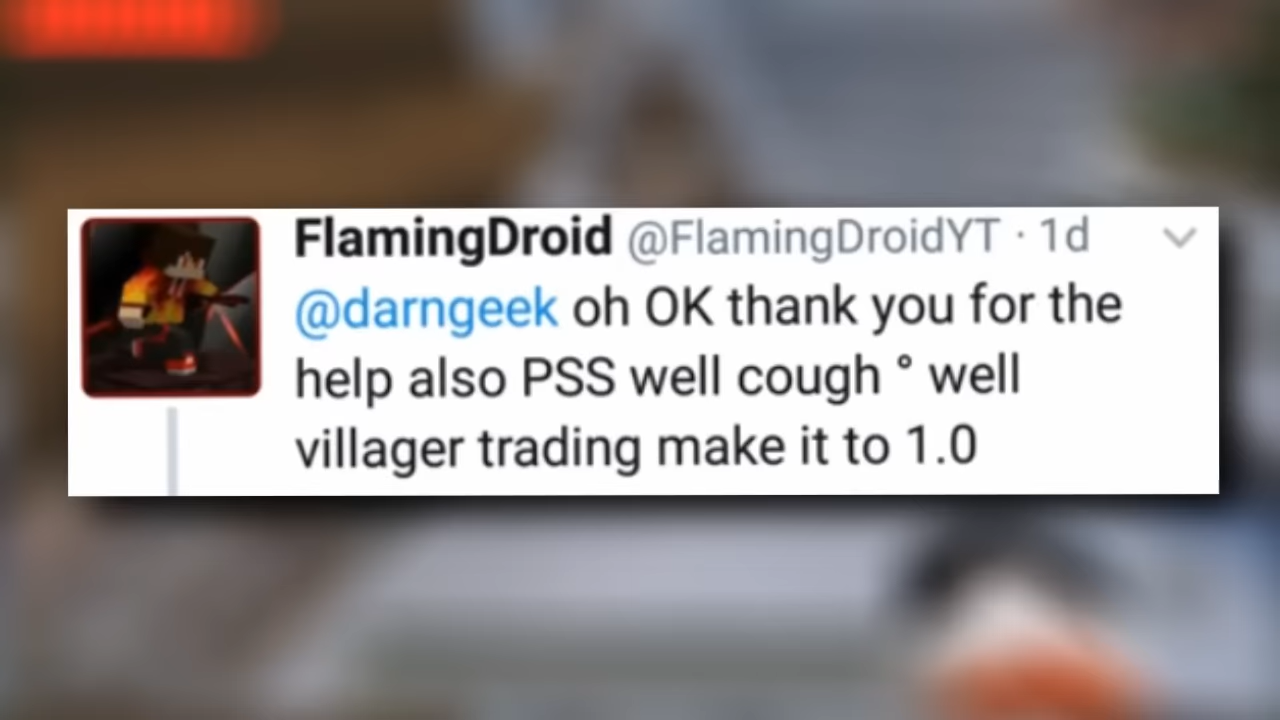 FlamingDroid @FlamingDroidYT · 1d
@darngeek oh OK thank you for the
help also PSS well cough ° well
villager trading make it to 1.0